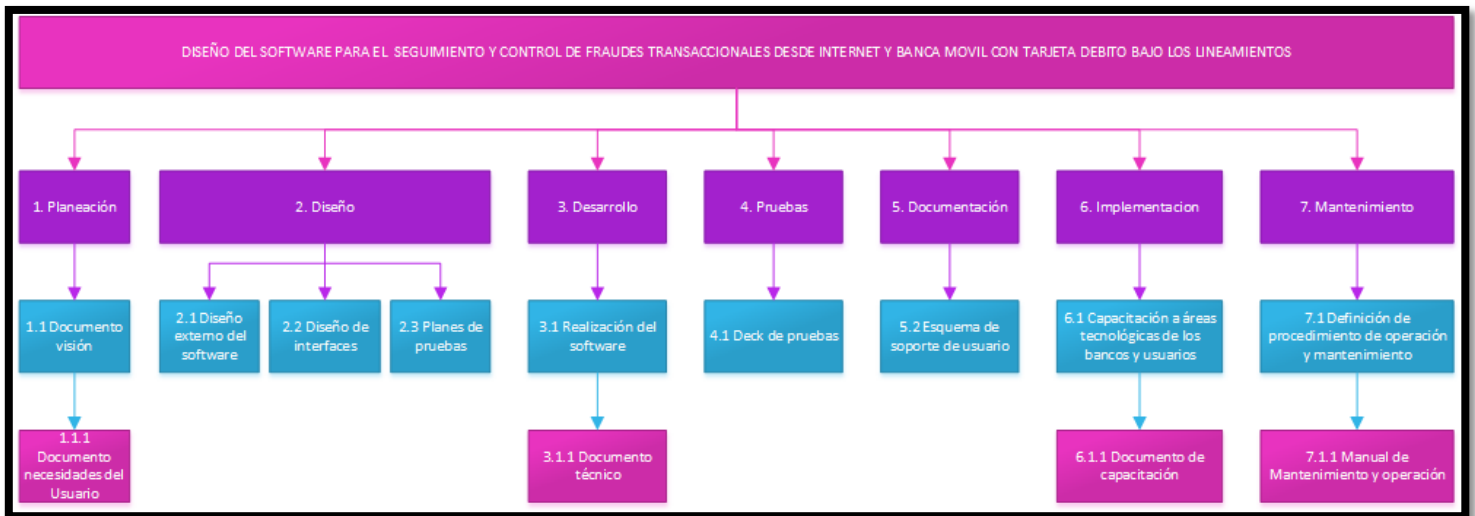 DISEÑO DEL SOFTWARE PARA EL SEGUIMIENTO Y CONTROL DE FRAUDES TRANSACCIONALES DESDE INTERNET Y BANCA MOVIL CON TARJETA DEBITO BAJO LOS LINEAMIENTOS
1. Planeación
2. Diseño
3. Desarrollo
4. Pruebas
5. Documentación
6. Implementacion
7. Mantenimiento
1.1 Documento
visión
2.1 Diseño
externo del
software
2.2 Diseño de
interfaces
2.3 Planes de
pruebas
3.1 Realización del
software
4.1 Deck de pruebas
5.2 Esquema de
soporte de usuario
6.1 Capacitación a áreas
tecnológicas de los
bancos y usuarios
7.1 Definición de
procedimiento de operación
y mantenimiento
1.1.1
Documento
necesidades del
Usuario
3.1.1 Documento
técnico
6.1.1 Documento de
capacitación
7.1.1 Manual de
Mantenimiento y operación